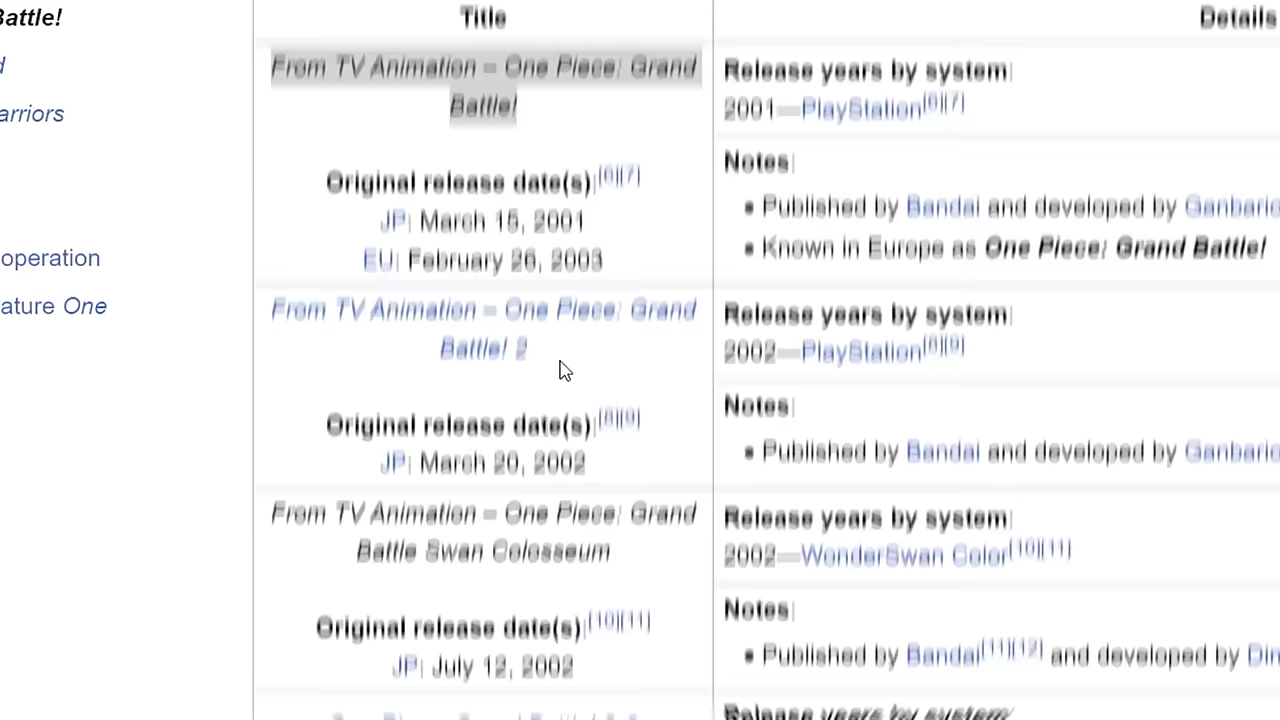 Battle!
arriors
operation
ature One
Title
From TV Animation – One Piece: Grand
Battle!
Original release date(s):[6][7]
JP: March 15, 2001
EU: February 26, 2003
From TV Animation – One Piece: Grand
Battle! 2
Original release date(s):[8][9]
JP: March 20, 2002
From TV Animation – One Piece: Grand
Battle Swan Colosseum
Original release date(s):[10][11]
JP: July 12, 2002
Details
Release years by system:
2001—PlayStation[6][7]
Notes:
• Published by Bandai and developed by Ganbari
• Known in Europe as One Piece: Grand Battle!
Release years by system:
2002—PlayStation[8][9]
Notes:
• Published by Bandai and developed by Ganbari
Release years by system:
2002—WonderSwan Color[10][11]
Notes:
• Published by Bandai[11][12] and developed by Din
Release years by system: